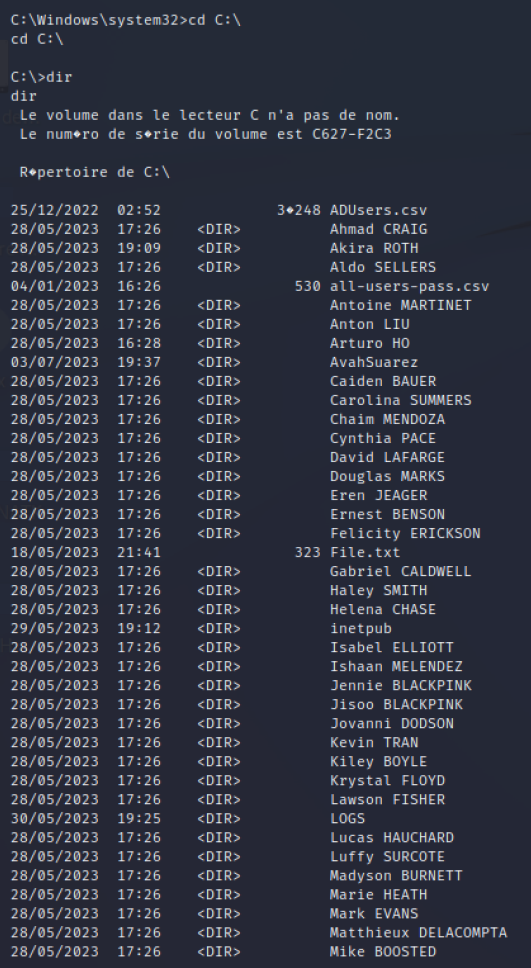 C:\Windows\system32>cd C:\
cd C:\
C:\>dir
dir
Le volume dans le lecteur C n'a pas de nom.
Le num�ro de s�rie du volume est C627-F2C3
R�pertoire de C:\
25/12/2022  02:52             3�248 ADUsers.csv
28/05/2023  17:26    <DIR>          Ahmad CRAIG
28/05/2023  19:09    <DIR>          Akira ROTH
28/05/2023  17:26    <DIR>          Aldo SELLERS
04/01/2023  16:26               530 all-users-pass.csv
28/05/2023  17:26    <DIR>          Antoine MARTINET
28/05/2023  17:26    <DIR>          Anton LIU
28/05/2023  16:28    <DIR>          Arturo HO
03/07/2023  19:37    <DIR>          AvahSuarez
28/05/2023  17:26    <DIR>          Caiden BAUER
28/05/2023  17:26    <DIR>          Carolina SUMMERS
28/05/2023  17:26    <DIR>          Chaim MENDOZA
28/05/2023  17:26    <DIR>          Cynthia PACE
28/05/2023  17:26    <DIR>          David LAFARGE
28/05/2023  17:26    <DIR>          Douglas MARKS
28/05/2023  17:26    <DIR>          Eren JEAGER
28/05/2023  17:26    <DIR>          Ernest BENSON
28/05/2023  17:26    <DIR>          Felicity ERICKSON
18/05/2023  21:41               323 File.txt
28/05/2023  17:26    <DIR>          Gabriel CALDWELL
28/05/2023  17:26    <DIR>          Haley SMITH
28/05/2023  17:26    <DIR>          Helena CHASE
29/05/2023  19:12    <DIR>          inetpub
28/05/2023  17:26    <DIR>          Isabel ELLIOTT
28/05/2023  17:26    <DIR>          Ishaan MELENDEZ
28/05/2023  17:26    <DIR>          Jennie BLACKPINK
28/05/2023  17:26    <DIR>          Jisoo BLACKPINK
28/05/2023  17:26    <DIR>          Jovanni DODSON
28/05/2023  17:26    <DIR>          Kevin TRAN
28/05/2023  17:26    <DIR>          Kiley BOYLE
28/05/2023  17:26    <DIR>          Krystal FLOYD
28/05/2023  17:26    <DIR>          Lawson FISHER
30/05/2023  19:25    <DIR>          LOGS
28/05/2023  17:26    <DIR>          Lucas HAUCHARD
28/05/2023  17:26    <DIR>          Luffy SURCOTE
28/05/2023  17:26    <DIR>          Madyson BURNETT
28/05/2023  17:26    <DIR>          Marie HEATH
28/05/2023  17:26    <DIR>          Mark EVANS
28/05/2023  17:26    <DIR>          Matthieux DELACOMPTA
28/05/2023  17:26    <DIR>          Mike BOOSTED